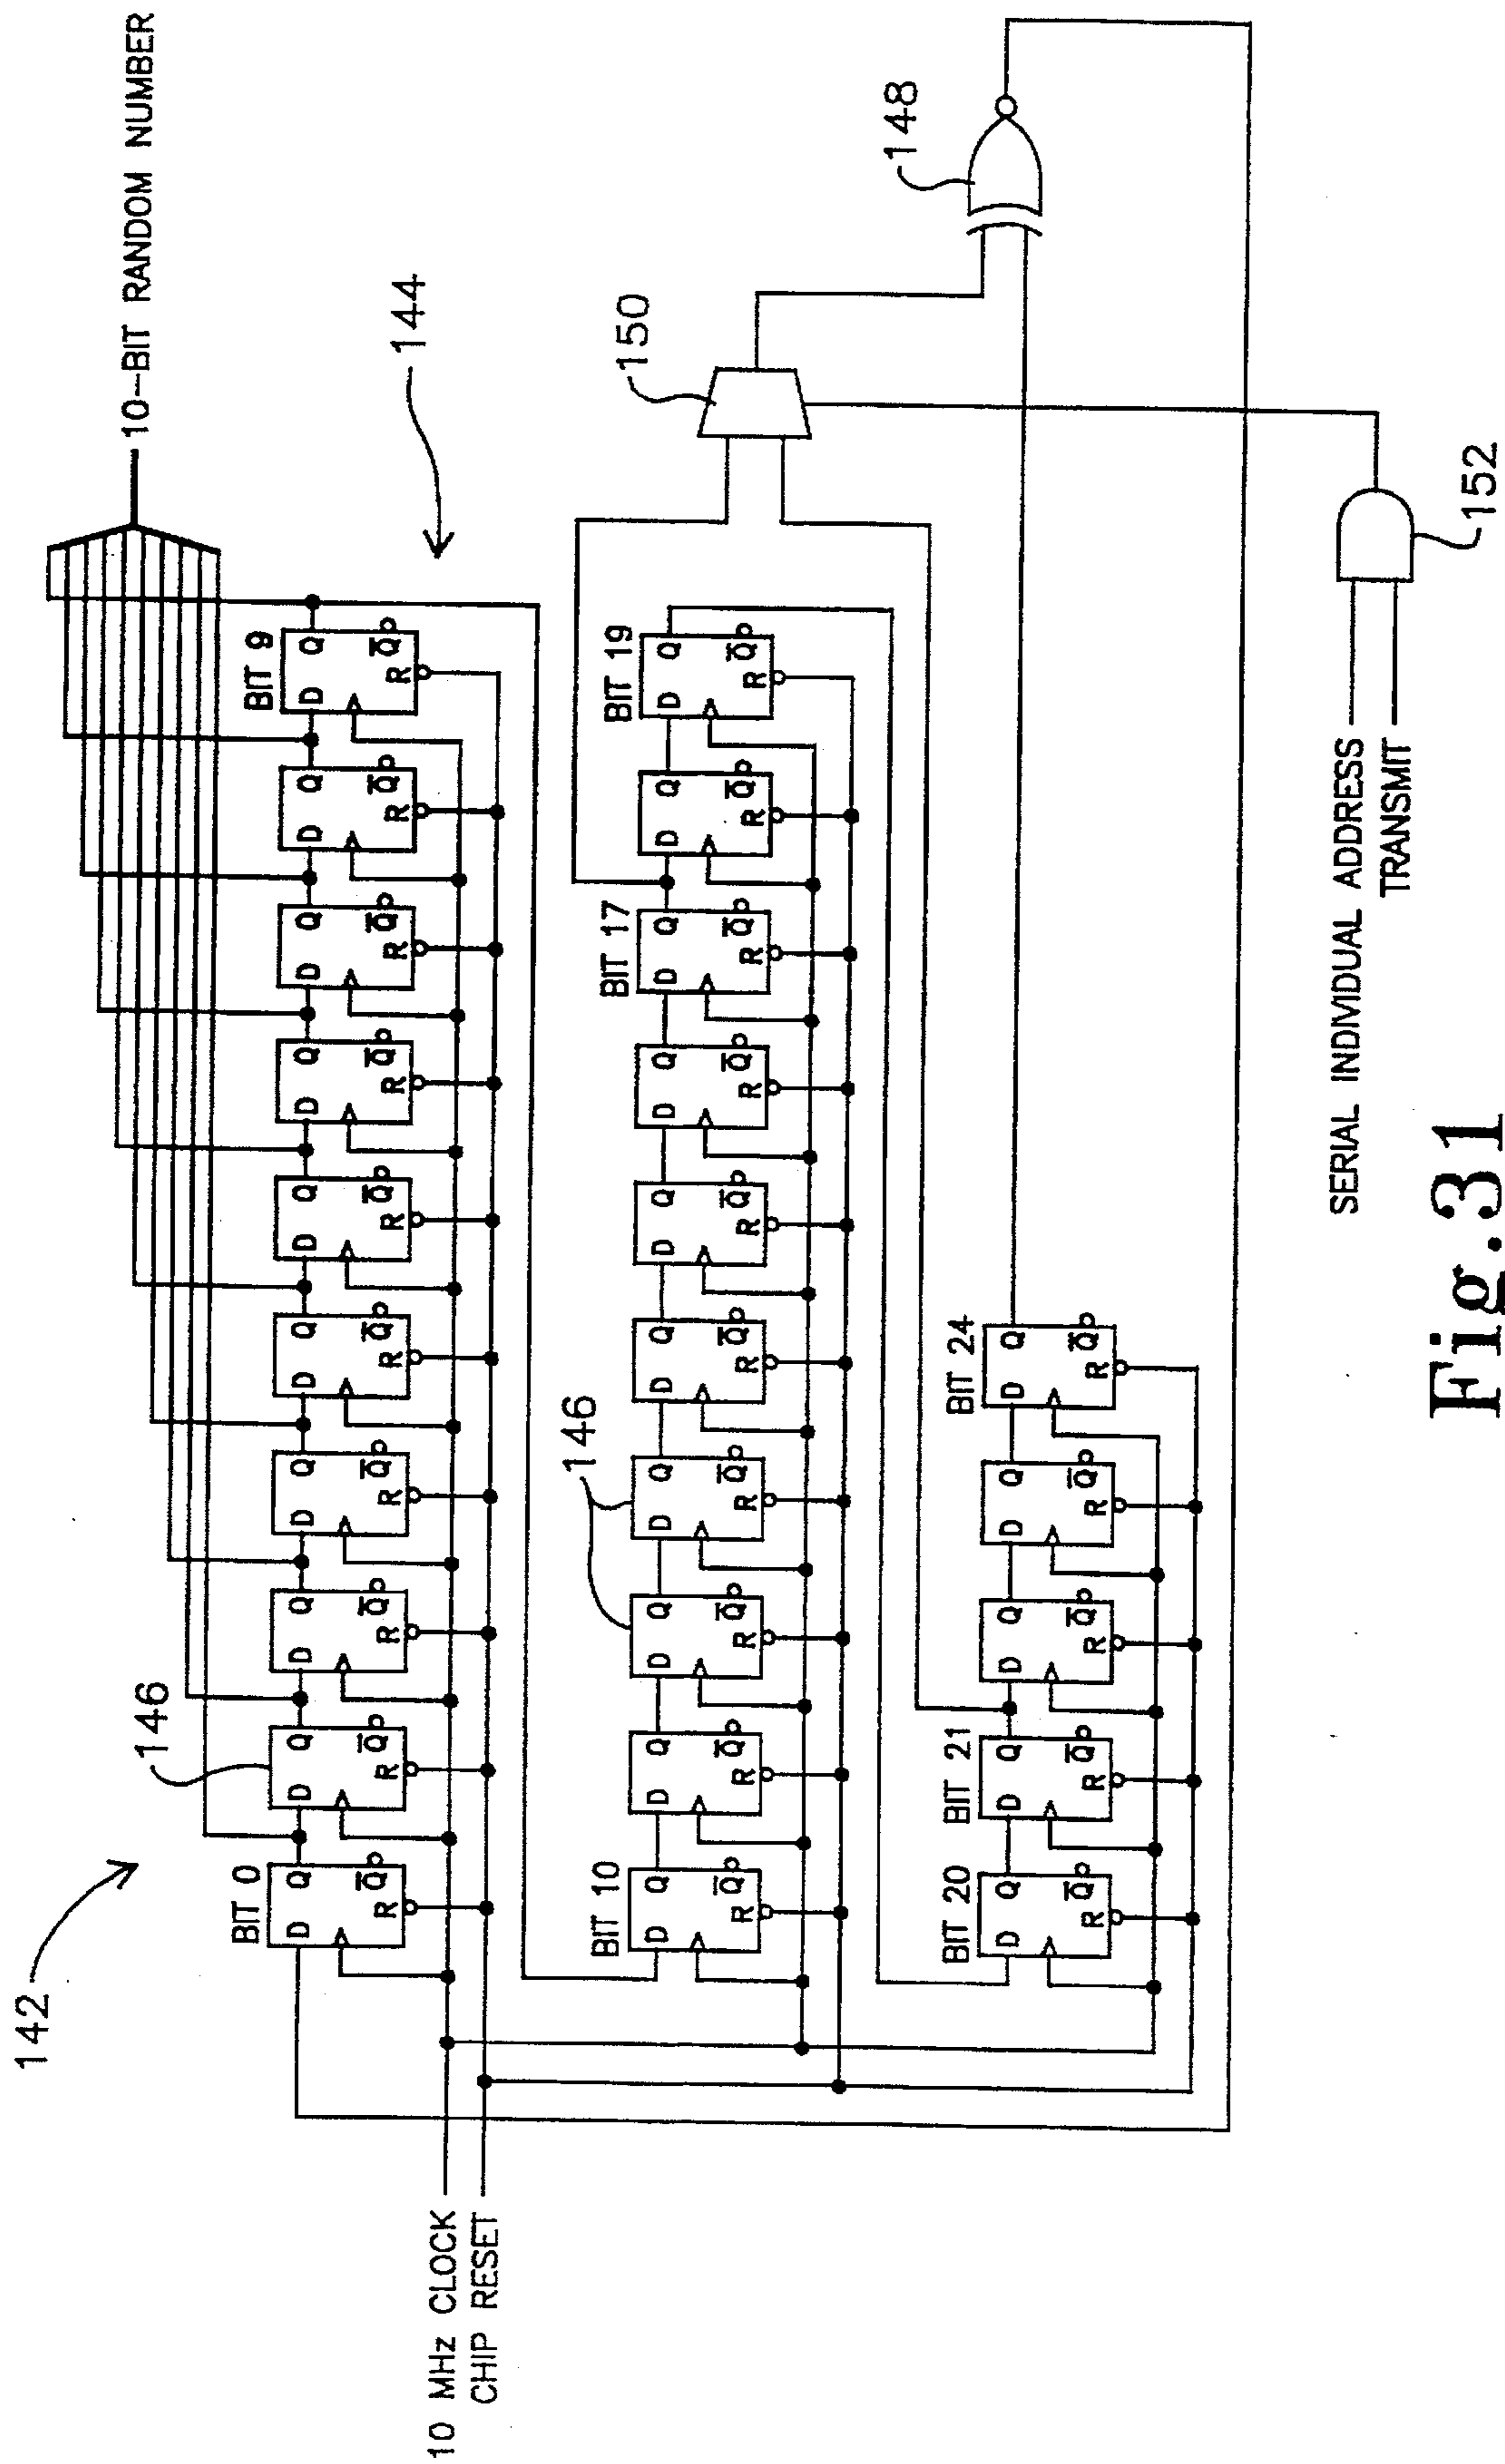 10-BIT RANDOM NUMBER
142
146
144
BIT 0 BIT 9
D Q D Q D Q D Q D Q D Q D Q D Q D Q D Q
Q̅ Q̅ Q̅ Q̅ Q̅ Q̅ Q̅ Q̅ Q̅ Q̅
R R R R R R R R R R
10 MHz CLOCK
CHIP RESET
146
150
BIT 10 BIT 17 BIT 19
D Q D Q D Q D Q D Q D Q D Q D Q D Q D Q
Q̅ Q̅ Q̅ Q̅ Q̅ Q̅ Q̅ Q̅ Q̅ Q̅
R R R R R R R R R R
148
BIT 20 BIT 21 BIT 24
D Q D Q D Q D Q D Q
Q̅ Q̅ Q̅ Q̅ Q̅
R R R R R
SERIAL INDIVIDUAL ADDRESS
TRANSMIT
152
Fig.31